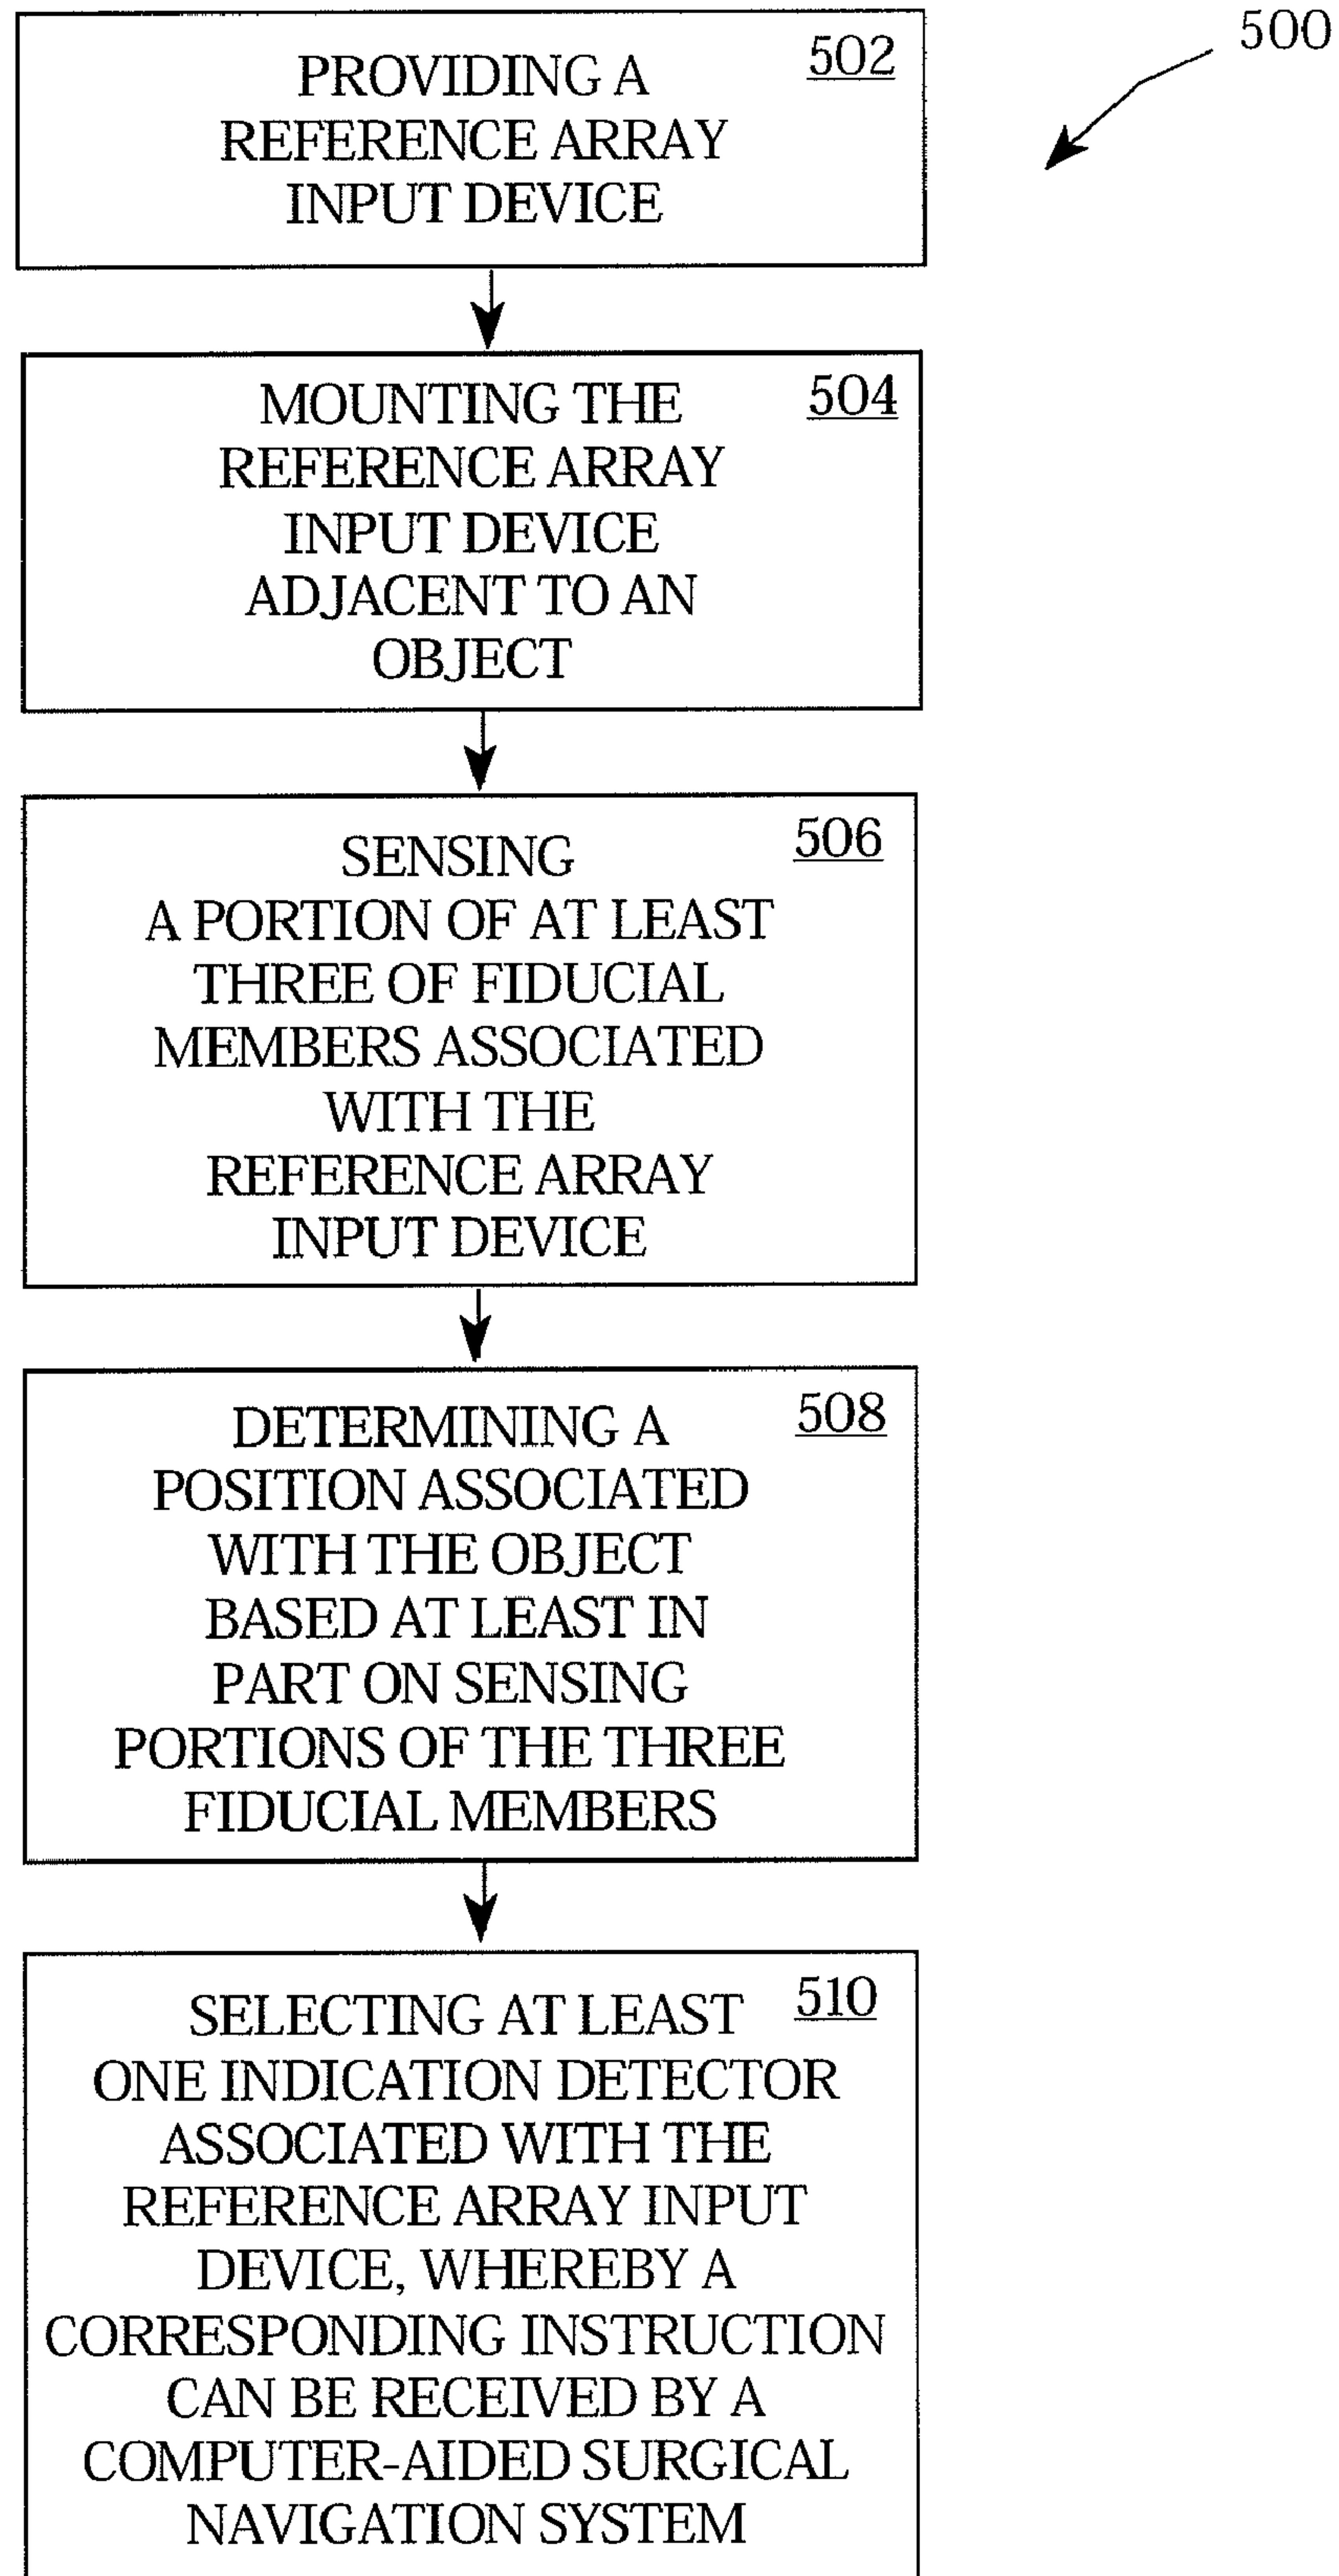 500
502
PROVIDING A
REFERENCE ARRAY
INPUT DEVICE
504
MOUNTING THE
REFERENCE ARRAY
INPUT DEVICE
ADJACENT TO AN
OBJECT
506
SENSING
A PORTION OF AT LEAST
THREE OF FIDUCIAL
MEMBERS ASSOCIATED
WITH THE
REFERENCE ARRAY
INPUT DEVICE
508
DETERMINING A
POSITION ASSOCIATED
WITH THE OBJECT
BASED AT LEAST IN
PART ON SENSING
PORTIONS OF THE THREE
FIDUCIAL MEMBERS
510
SELECTING AT LEAST
ONE INDICATION DETECTOR
ASSOCIATED WITH THE
REFERENCE ARRAY INPUT
DEVICE, WHEREBY A
CORRESPONDING INSTRUCTION
CAN BE RECEIVED BY A
COMPUTER-AIDED SURGICAL
NAVIGATION SYSTEM